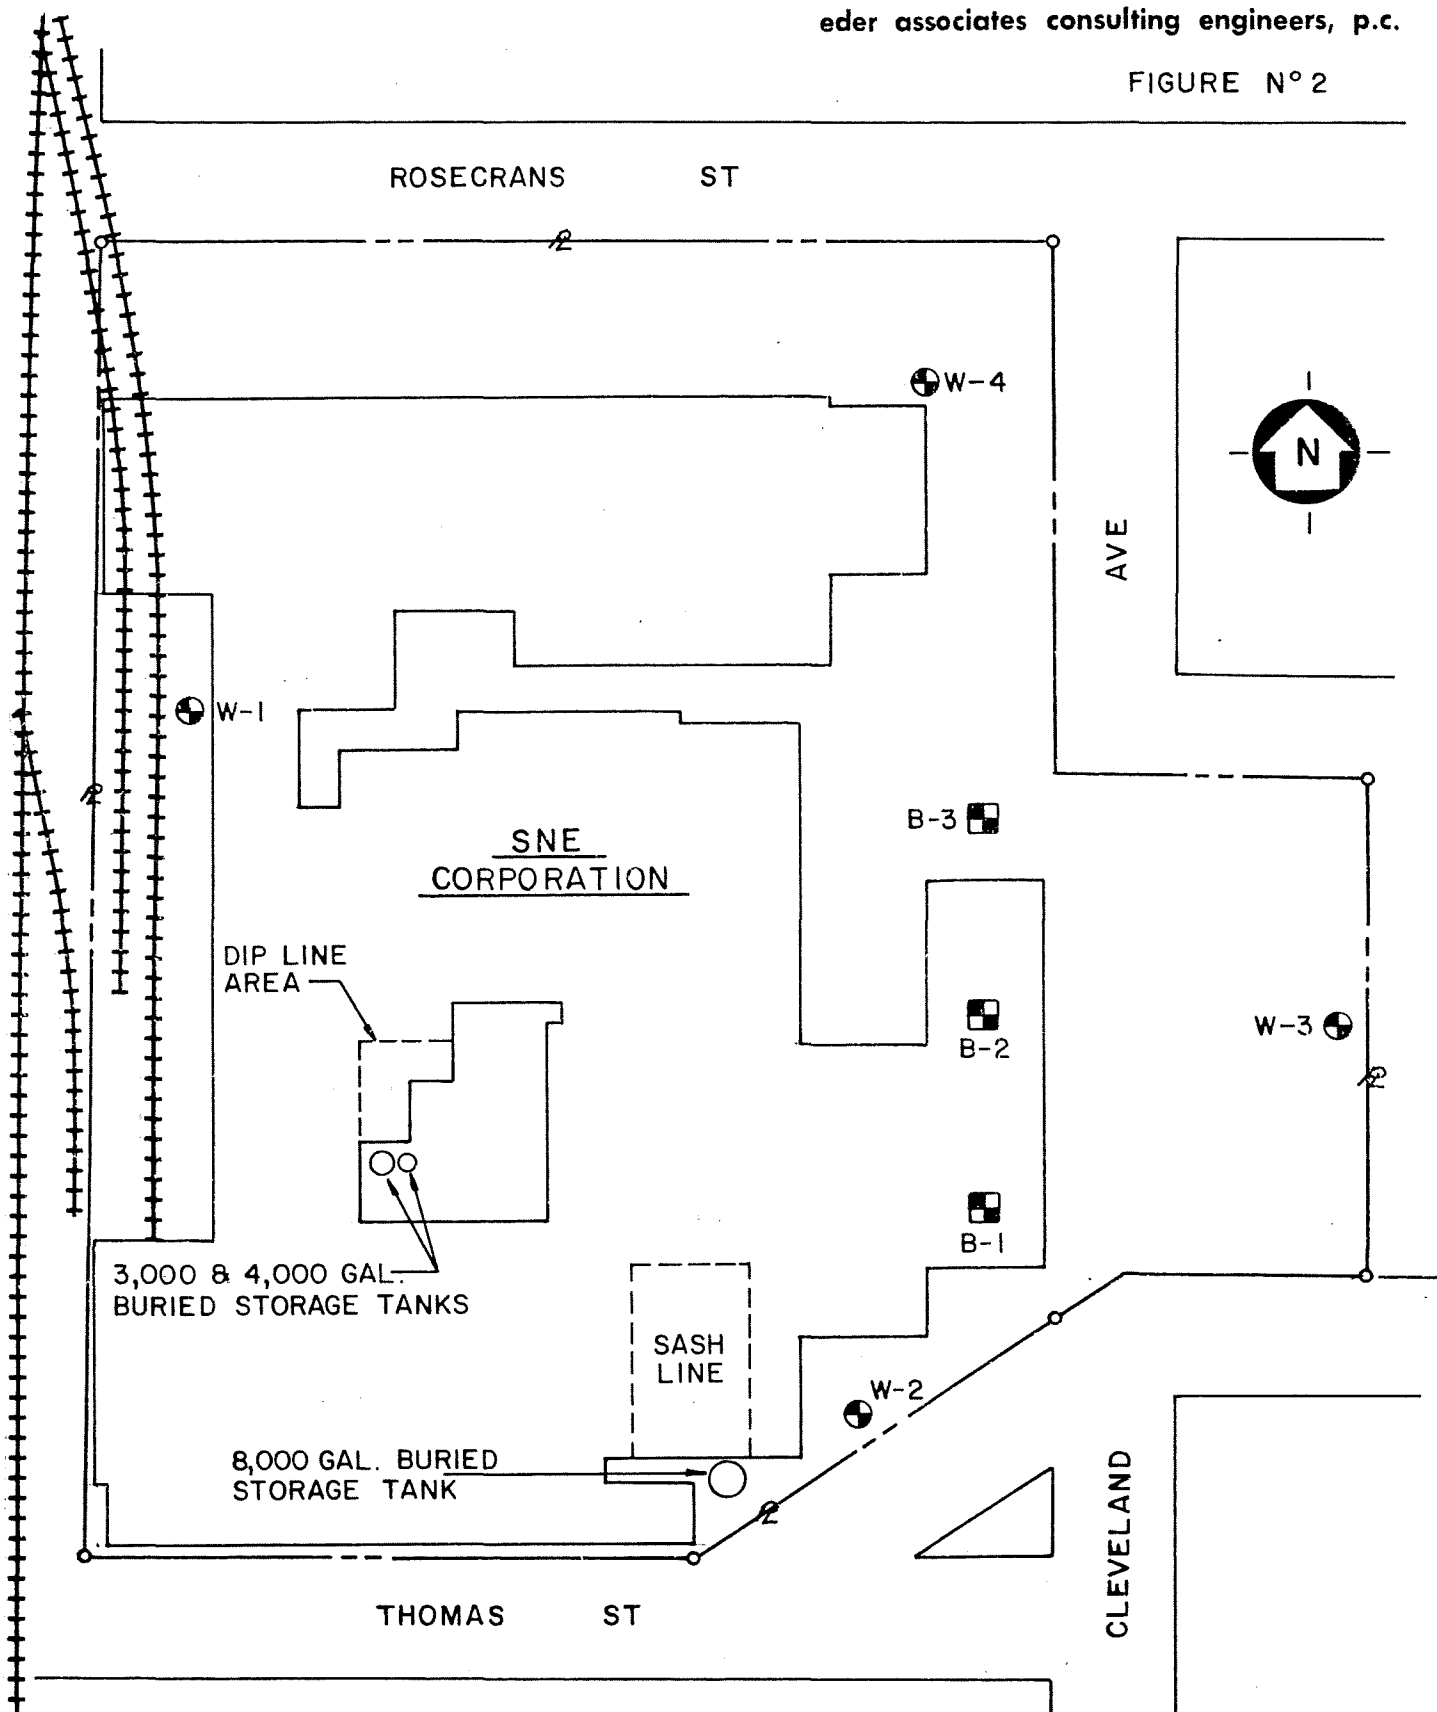 eder associates consulting engineers, p.c.
FIGURE Nº 2
ROSECRANS ST
W-4
N
AVE
W-1
B-3
SNE
CORPORATION
DIP LINE
AREA
W-3
B-2
B-1
3,000 & 4,000 GAL.
BURIED STORAGE TANKS
SASH
LINE
W-2
8,000 GAL. BURIED
STORAGE TANK
CLEVELAND
THOMAS ST